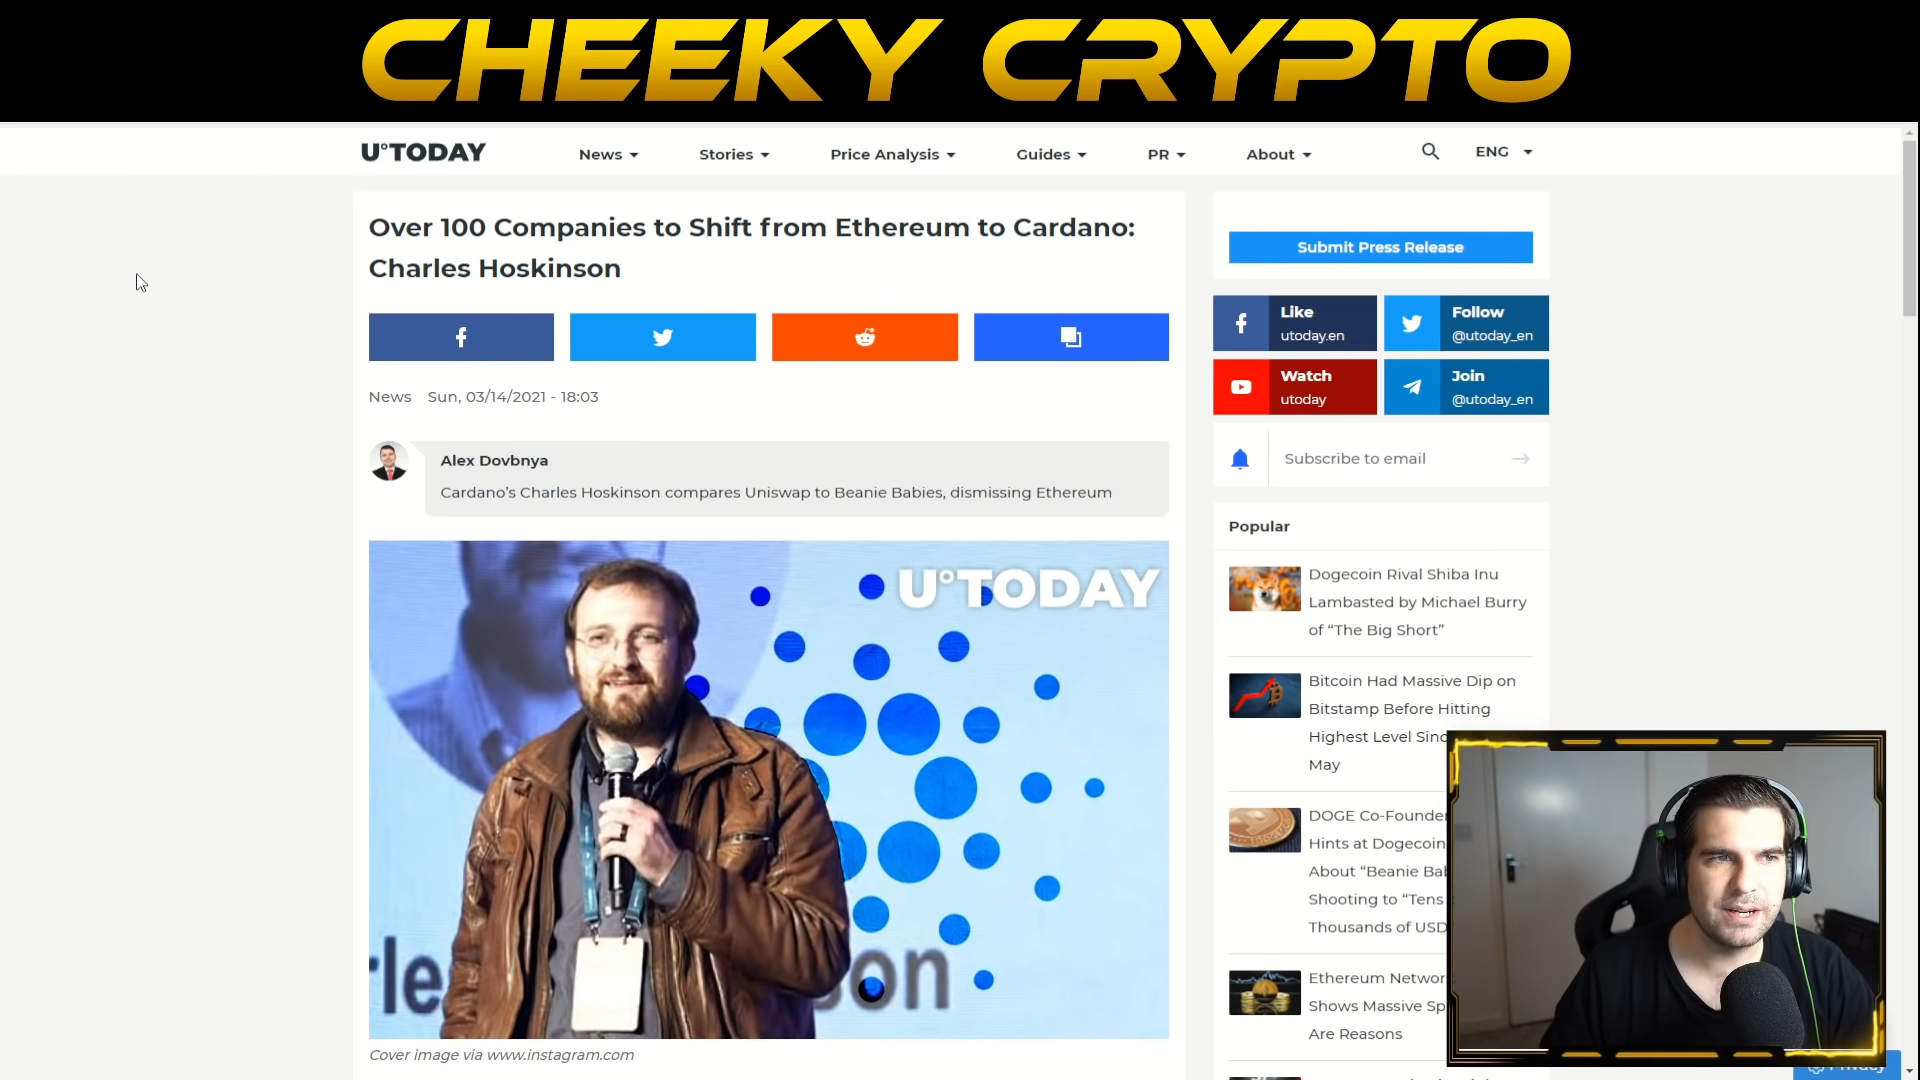 CHEEKY CRYPTO
U°TODAY
News
Stories
Price Analysis
Guides
PR
About
ENG
Over 100 Companies to Shift from Ethereum to Cardano:
Charles Hoskinson
News Sun, 03/14/2021 - 18:03
Alex Dovbnya
Cardano’s Charles Hoskinson compares Uniswap to Beanie Babies, dismissing Ethereum
U°TODAY
rle
son
Cover image via www.instagram.com
Submit Press Release
Like
utoday.en
Follow
@utoday_en
Watch
utoday
Join
@utoday_en
Subscribe to email
Popular
Dogecoin Rival Shiba Inu
Lambasted by Michael Burry
of “The Big Short”
Bitcoin Had Massive Dip on
Bitstamp Before Hitting
Highest Level Sinc
May
DOGE Co-Founder
Hints at Dogecoin
About “Beanie Bab
Shooting to “Tens
Thousands of USD
Ethereum Networ
Shows Massive Sp
Are Reasons